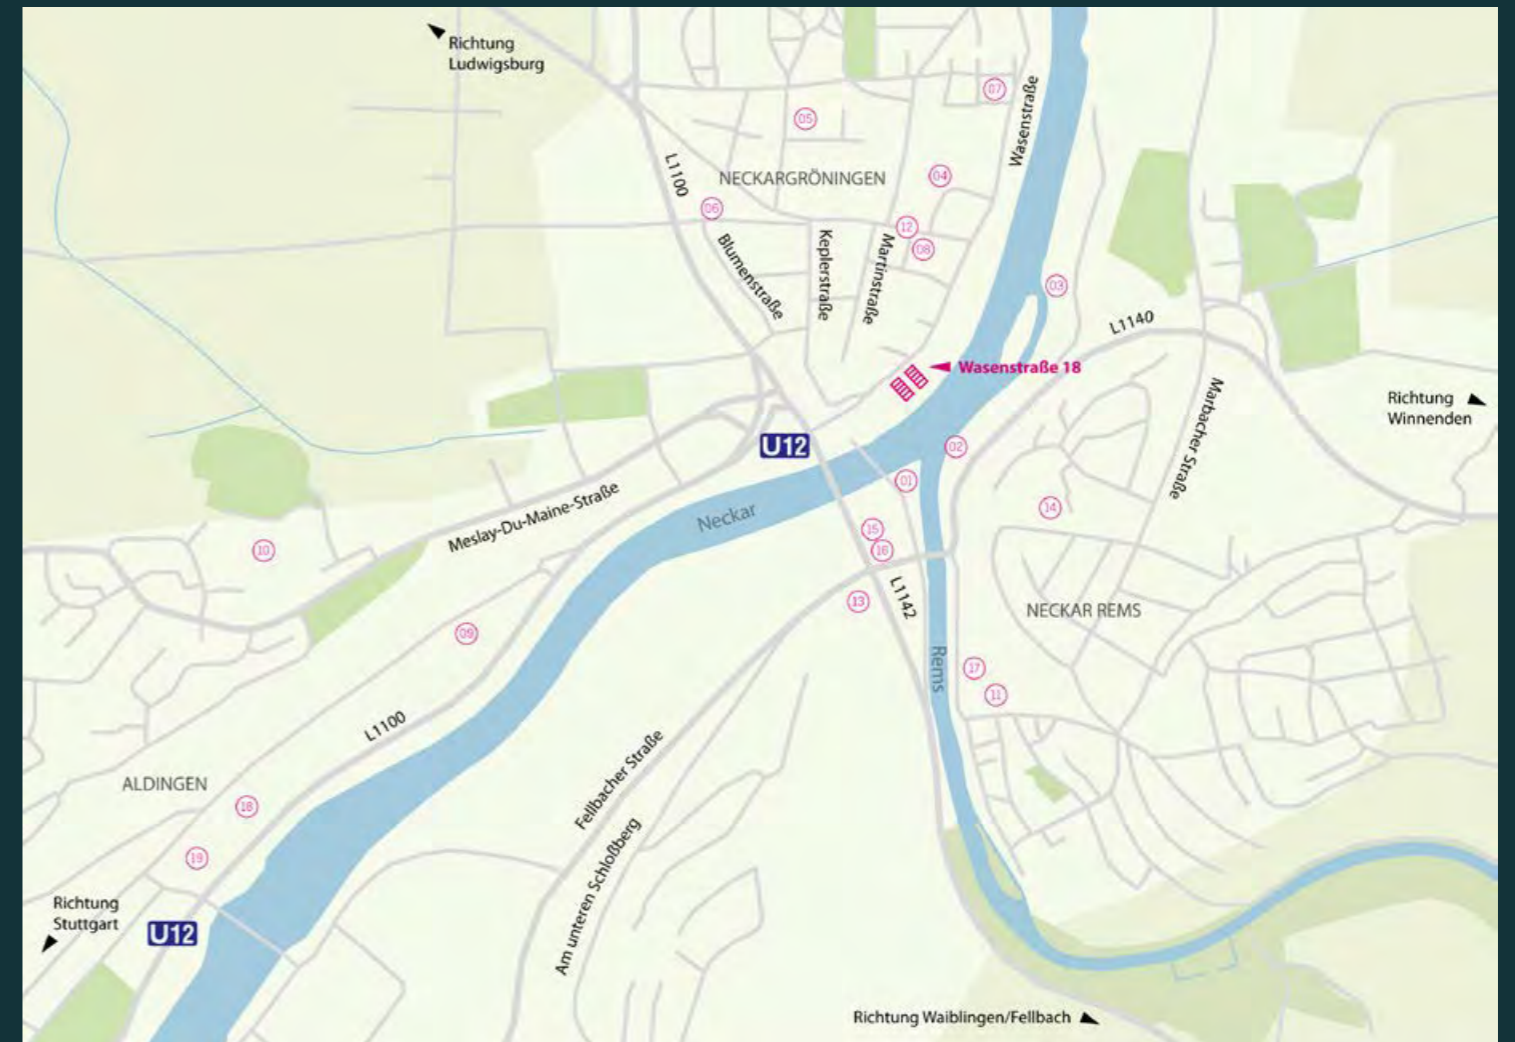 Richtung
Ludwigsburg
07
Wasenstraße
05
L1100
NECKARGRÖNINGEN
04
06
12
08
Blumenstraße
Keplerstraße
Martinstraße
03
L1140
Wasenstraße 18
Marbacher Straße
Richtung
Winnenden
U12
02
01
Meslay-Du-Maine-Straße
Neckar
14
15
16
10
13
L1142
NECKAR REMS
09
Rems
17
11
L1100
Fellbacher Straße
ALDINGEN
18
19
Am unteren Schloßberg
Richtung
Stuttgart
U12
Richtung Waiblingen/Fellbach